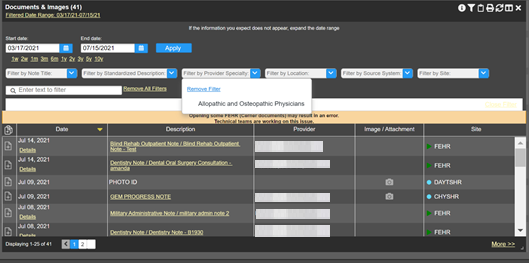 Documents & Images (41)
Filtered Date Range: 03/17/21-07/15/21
If the information you expect does not appear, expand the date range
Start date: End date:
03/17/2021 07/15/2021 Apply
1w 2w 1m 3m 6m 1y 2y 5y 10y
Filter by Note Title: Filter by Standardized Description: Filter by Provider Specialty: Filter by Location: Filter by Source System: Filter by Site:
Enter text to filter Remove All Filters
Remove Filter
Allopathic and Osteopathic Physicians
Opening some FEHR (Cerner documents) may result in an error.
Technical teams are working on this issue.
Date Description Provider Image / Attachment Site
Jul 14, 2021 Blind Rehab Outpatient Note / Blind Rehab Outpatient Note - Test FEHR
Details
Jul 14, 2021 Dentistry Note / Dental Oral Surgery Consultation - amanda FEHR
Details
Jul 09, 2021 PHOTO ID DAYTSHR
Jul 09, 2021 GEM PROGRESS NOTE CHYSHR
Jul 08, 2021 Military Administrative Note / military admin note 2 FEHR
Details
Jul 08, 2021 Dentistry Note / Dentistry Note - B1930 FEHR
Displaying 1-25 of 41 1 2 More >>